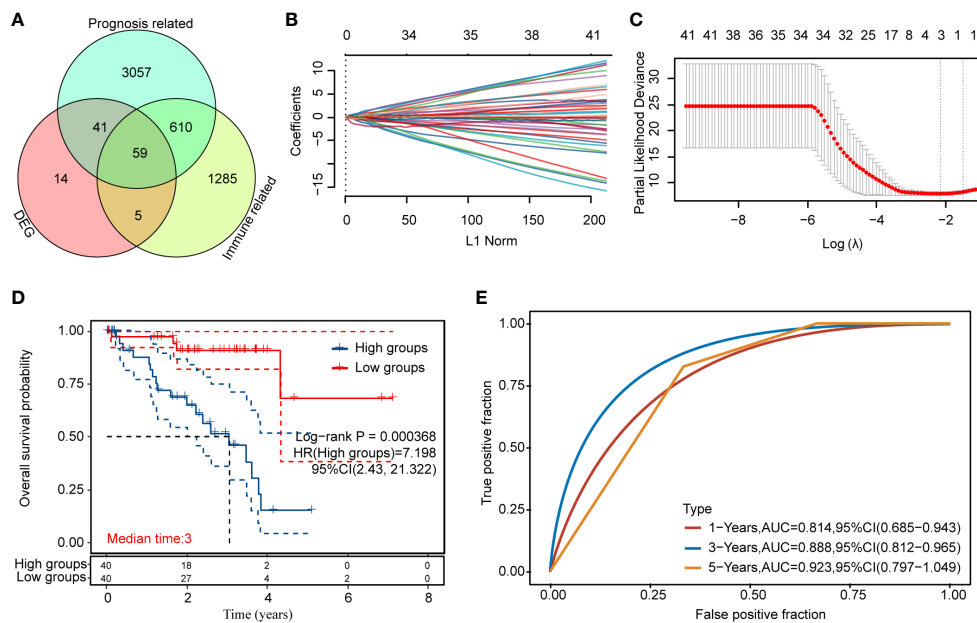 A
Prognosis related
3057
41
610
59
14
1285
5
DEG
Immune related
B
0 34 35 38 41
Coefficients
10
5
0
−5
−15
0 50 100 150 200
L1 Norm
C
41 41 38 36 35 34 34 32 25 17 8 4 3 1 1
Partial Likelihood Deviance
30
25
20
15
10
−8 −6 −4 −2
Log (λ)
D
Overall survival probability
1.00
0.75
0.50
0.25
0.00
High groups
Low groups
Log−rank P = 0.000368
HR(High groups)=7.198
95%CI(2.43, 21.322)
Median time:3
High groups 40 18 2 0 0
Low groups 40 27 4 2 0
0 2 4 6 8
Time (years)
E
True positive fraction
1.00
0.75
0.50
0.25
0.00
Type
1−Years,AUC=0.814,95%CI(0.685−0.943)
3−Years,AUC=0.888,95%CI(0.812−0.965)
5−Years,AUC=0.923,95%CI(0.797−1.049)
0.00 0.25 0.50 0.75 1.00
False positive fraction